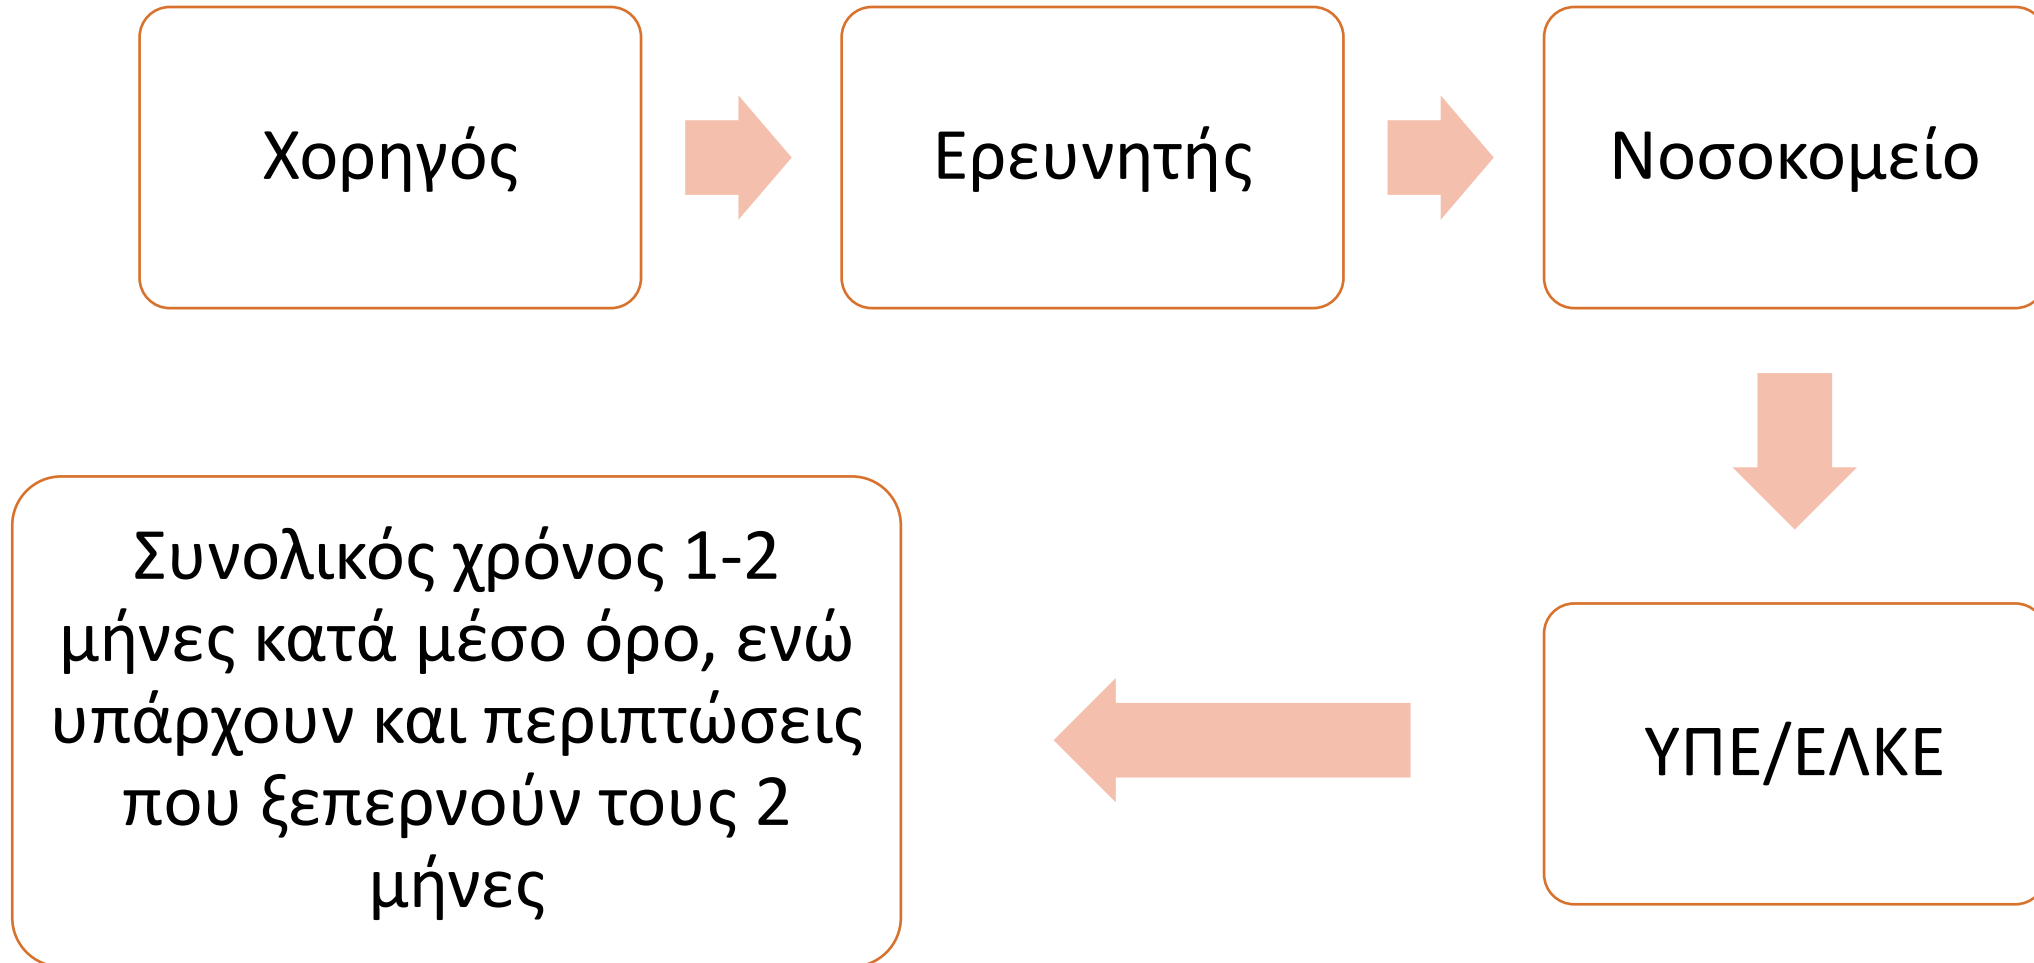 Χορηγός
Ερευνητής
Νοσοκομείο
ΥΠΕ/ΕΛΚΕ
Συνολικός χρόνος 1-2
μήνες κατά μέσο όρο, ενώ
υπάρχουν και περιπτώσεις
που ξεπερνούν τους 2
μήνες